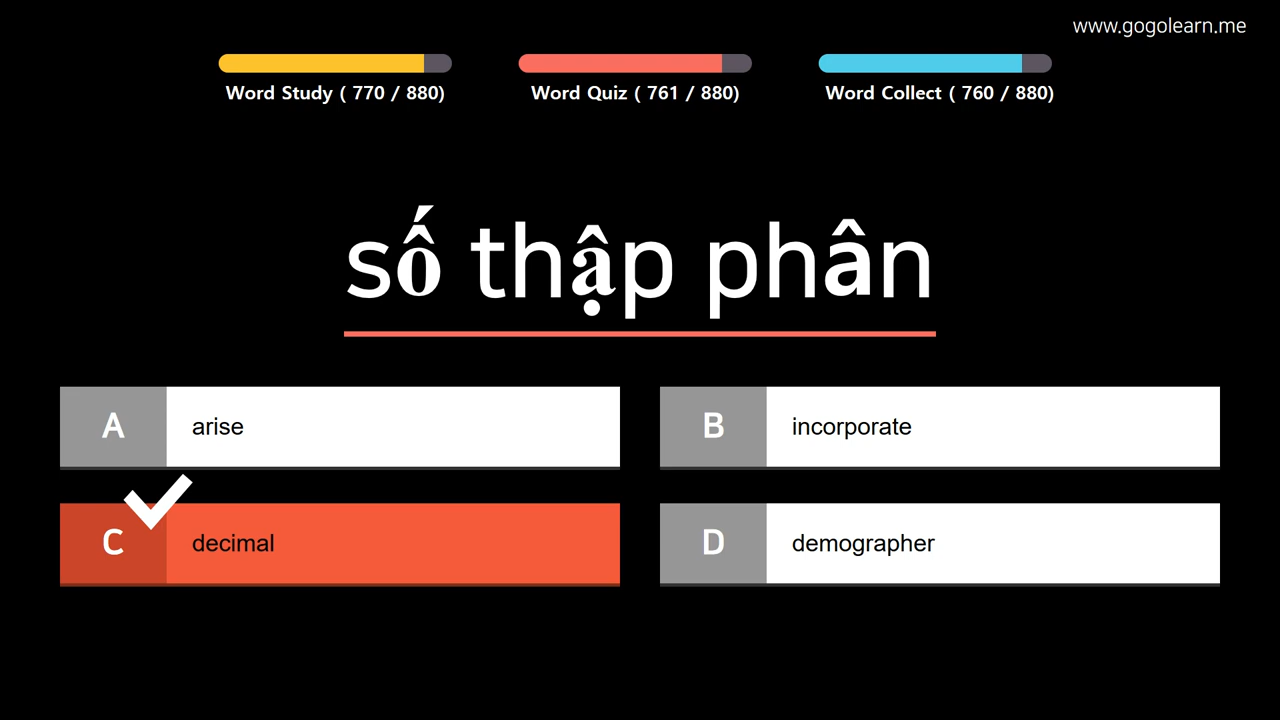 www.gogolearn.me
Word Study ( 770 / 880)
Word Quiz ( 761 / 880)
Word Collect ( 760 / 880)
số thập phân
A arise
B incorporate
C decimal
D demographer